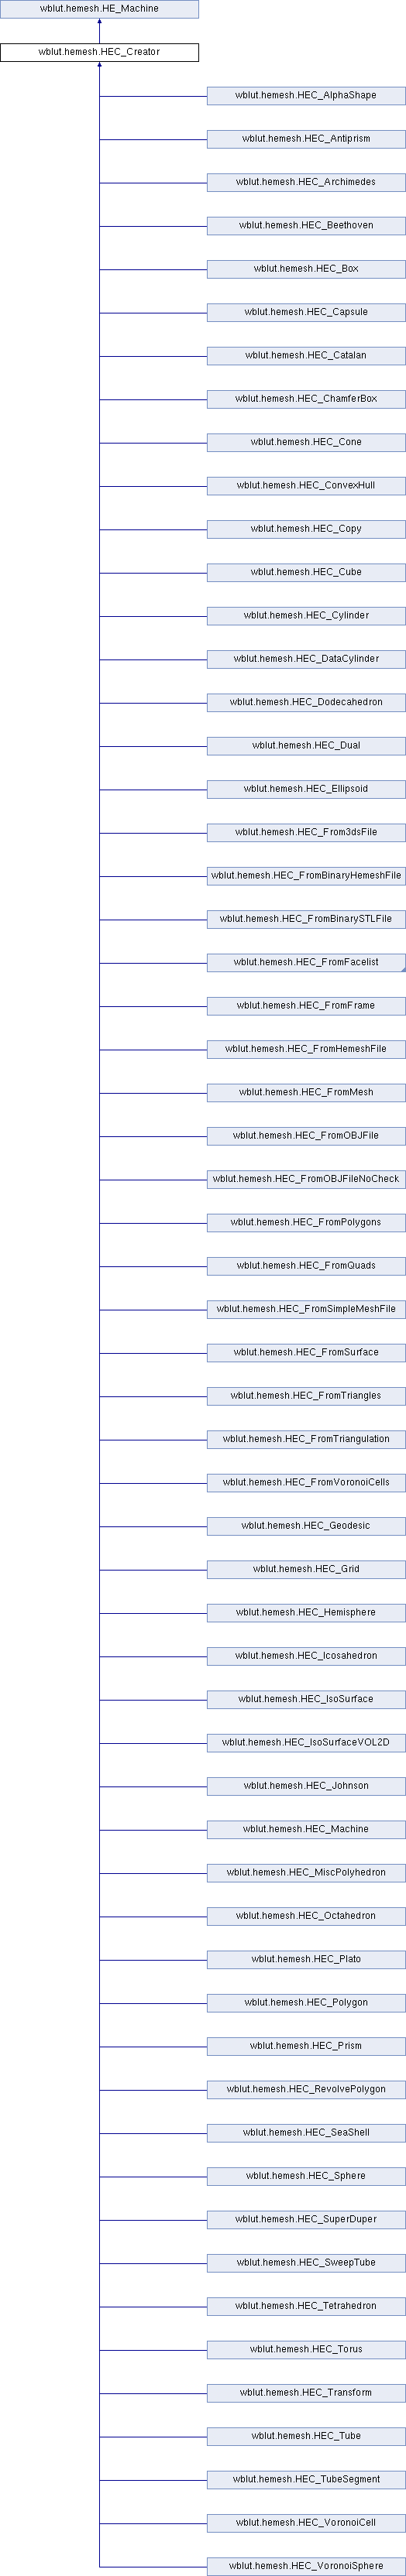 wblut.hemesh.HE_Machine
wblut.hemesh.HEC_Creator
wblut.hemesh.HEC_AlphaShape
wblut.hemesh.HEC_Antiprism
wblut.hemesh.HEC_Archimedes
wblut.hemesh.HEC_Beethoven
wblut.hemesh.HEC_Box
wblut.hemesh.HEC_Capsule
wblut.hemesh.HEC_Catalan
wblut.hemesh.HEC_ChamferBox
wblut.hemesh.HEC_Cone
wblut.hemesh.HEC_ConvexHull
wblut.hemesh.HEC_Copy
wblut.hemesh.HEC_Cube
wblut.hemesh.HEC_Cylinder
wblut.hemesh.HEC_DataCylinder
wblut.hemesh.HEC_Dodecahedron
wblut.hemesh.HEC_Dual
wblut.hemesh.HEC_Ellipsoid
wblut.hemesh.HEC_From3dsFile
wblut.hemesh.HEC_FromBinaryHemeshFile
wblut.hemesh.HEC_FromBinarySTLFile
wblut.hemesh.HEC_FromFacelist
wblut.hemesh.HEC_FromFrame
wblut.hemesh.HEC_FromHemeshFile
wblut.hemesh.HEC_FromMesh
wblut.hemesh.HEC_FromOBJFile
wblut.hemesh.HEC_FromOBJFileNoCheck
wblut.hemesh.HEC_FromPolygons
wblut.hemesh.HEC_FromQuads
wblut.hemesh.HEC_FromSimpleMeshFile
wblut.hemesh.HEC_FromSurface
wblut.hemesh.HEC_FromTriangles
wblut.hemesh.HEC_FromTriangulation
wblut.hemesh.HEC_FromVoronoiCells
wblut.hemesh.HEC_Geodesic
wblut.hemesh.HEC_Grid
wblut.hemesh.HEC_Hemisphere
wblut.hemesh.HEC_Icosahedron
wblut.hemesh.HEC_IsoSurface
wblut.hemesh.HEC_IsoSurfaceVOL2D
wblut.hemesh.HEC_Johnson
wblut.hemesh.HEC_Machine
wblut.hemesh.HEC_MiscPolyhedron
wblut.hemesh.HEC_Octahedron
wblut.hemesh.HEC_Plato
wblut.hemesh.HEC_Polygon
wblut.hemesh.HEC_Prism
wblut.hemesh.HEC_RevolvePolygon
wblut.hemesh.HEC_SeaShell
wblut.hemesh.HEC_Sphere
wblut.hemesh.HEC_SuperDuper
wblut.hemesh.HEC_SweepTube
wblut.hemesh.HEC_Tetrahedron
wblut.hemesh.HEC_Torus
wblut.hemesh.HEC_Transform
wblut.hemesh.HEC_Tube
wblut.hemesh.HEC_TubeSegment
wblut.hemesh.HEC_VoronoiCell
wblut.hemesh.HEC_VoronoiSphere